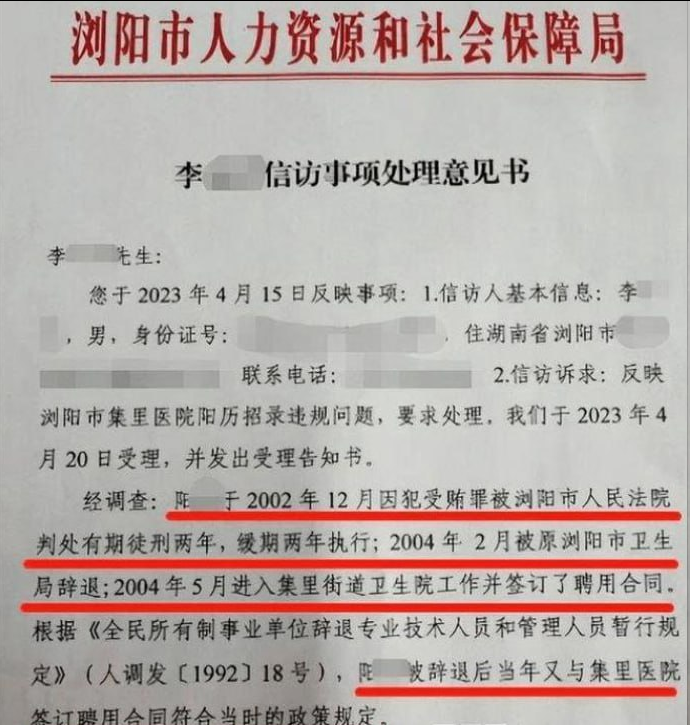 浏阳市人力资源和社会保障局
李 信访事项处理意见书
李 先生:
您于 2023 年 4 月 15 日反映事项: 1.信访人基本信息: 李
, 男, 身份证号: 住湖南省浏阳市
联系电话: 2.信访诉求: 反映
浏阳市集里医院阳历招录违规问题, 要求处理。我们于 2023 年 4
月 20 日受理, 并发出受理告知书。
经调查: 阳 于 2002 年 12 月因犯受贿罪被浏阳市人民法院
判处有期徒刑两年, 缓期两年执行; 2004 年 2 月被原浏阳市卫生
局辞退; 2004 年 5 月进入集里街道卫生院工作并签订了聘用合同。
根据《全民所有制事业单位辞退专业技术人员和管理人员暂行规
定》(人调发〔1992〕18 号), 阳 被辞退后当年又与集里医院
签订聘用合同符合当时的政策规定。